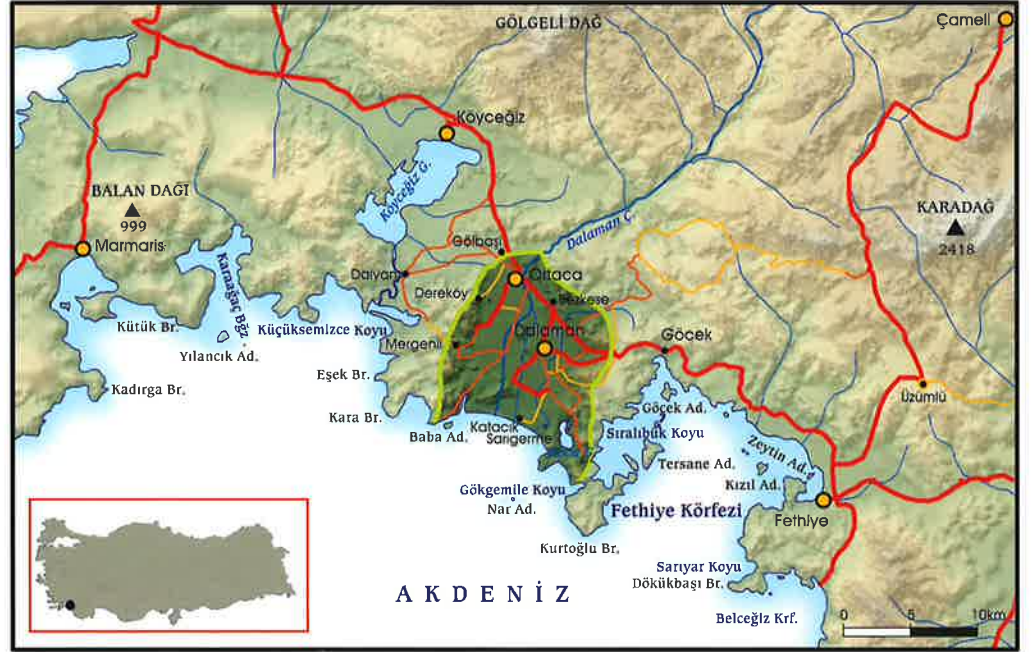 GÖLGELİ DAĞ
Çameli
Köyceğiz
Köyceğiz G.
BALAN DAĞI
999
KARADAĞ
2418
Marmaris
Gölbaşı
Dalaman Ç.
Dalyan
Ortaca
Karaağaç Bğz.
Dereköy
Tezkese
Kütük Br.
Küçüksemizce Koyu
Dalaman
Göcek
Mergenli
Yılancık Ad.
Eşek Br.
Kadırga Br.
Üzümlü
Göçek Ad.
Kara Br.
Baba Ad.
Katacık
Sarıgerme
Sıralıbük Koyu
Zeytin Ad.
Tersane Ad.
Kızıl Ad.
Gökgemile Koyu
Nar Ad.
Fethiye Körfezi
Fethiye
Kurtoğlu Br.
Sarıyar Koyu
Dökükbaşı Br.
AKDENİZ
Belceğiz Krf.
0 5 10km